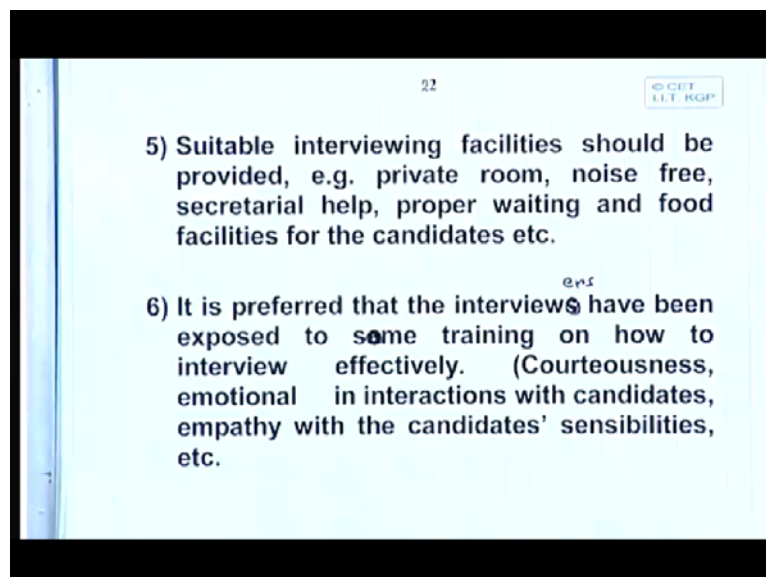 22
© CET
I.I.T. KGP
5) Suitable interviewing facilities should be
provided, e.g. private room, noise free,
secretarial help, proper waiting and food
facilities for the candidates etc.
ers
6) It is preferred that the interviews have been
exposed to some training on how to
interview effectively. (Courteousness,
emotional in interactions with candidates,
empathy with the candidates' sensibilities,
etc.